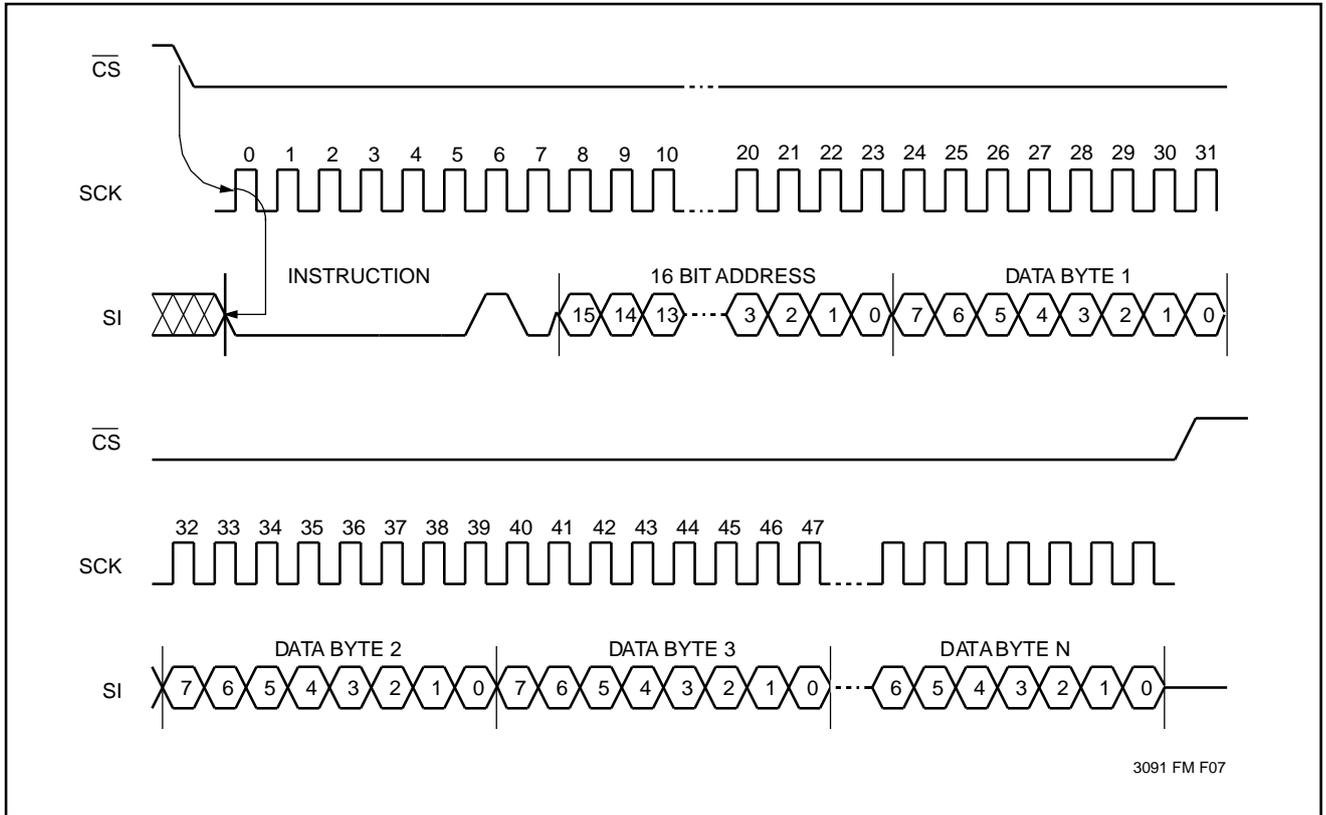 CS
0 1 2 3 4 5 6 7 8 9 10 20 21 22 23 24 25 26 27 28 29 30 31
SCK
INSTRUCTION 16 BIT ADDRESS DATA BYTE 1
SI 15 14 13 3 2 1 0 7 6 5 4 3 2 1 0
CS
32 33 34 35 36 37 38 39 40 41 42 43 44 45 46 47
SCK
DATA BYTE 2 DATA BYTE 3 DATA BYTE N
SI 7 6 5 4 3 2 1 0 7 6 5 4 3 2 1 0 6 5 4 3 2 1 0
3091 FM F07